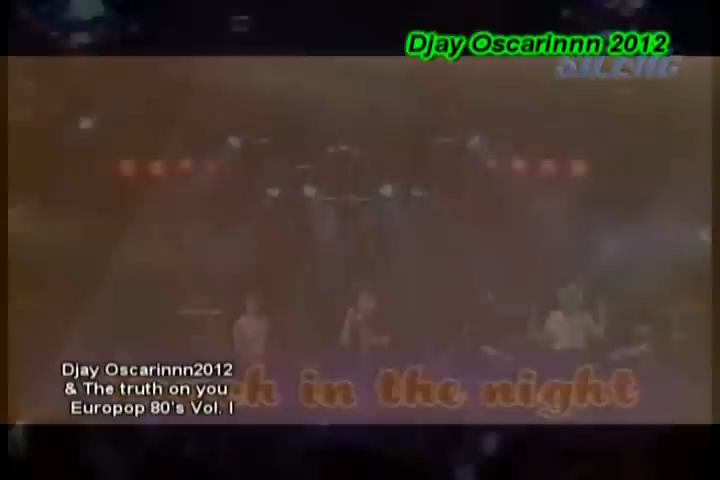 Djay Oscarinnn 2012
Djay Oscarinnn2012
& The truth on you
Europop 80's Vol. I
in the night